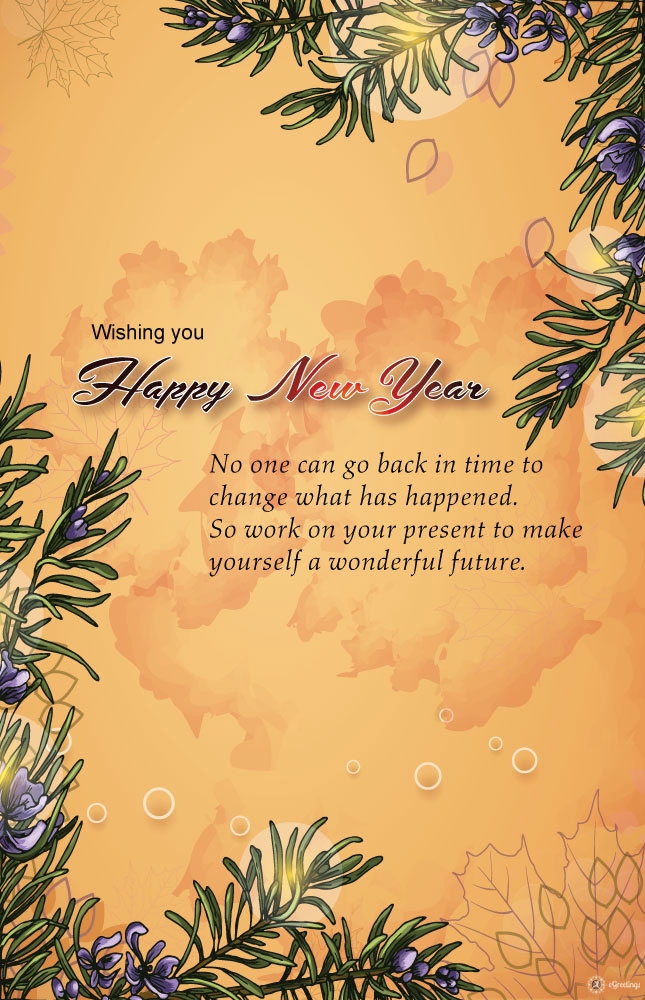 Wishing you
Happy New Year
No one can go back in time to
change what has happened.
So work on your present to make
yourself a wonderful future.
eGreetings